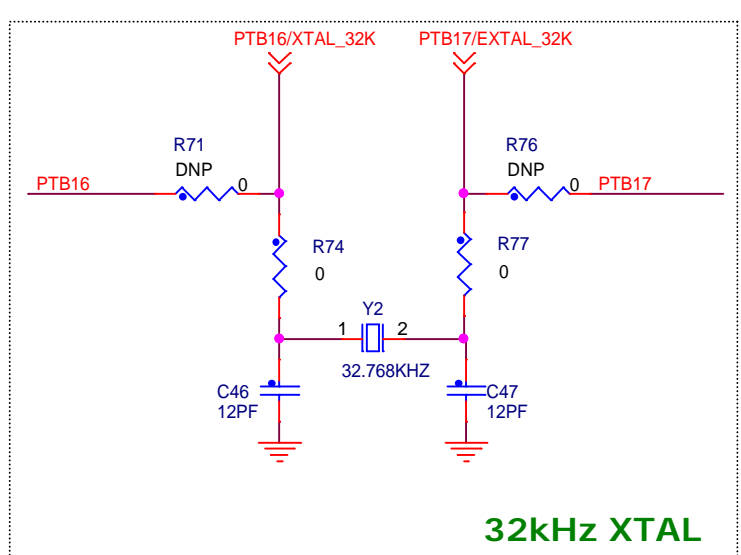 PTB16/XTAL_32K
PTB17/EXTAL_32K
R71
DNP
0
PTB16
R76
DNP
0
PTB17
R74
0
R77
0
Y2
1
2
32.768KHZ
C46
12PF
C47
12PF
32kHz XTAL